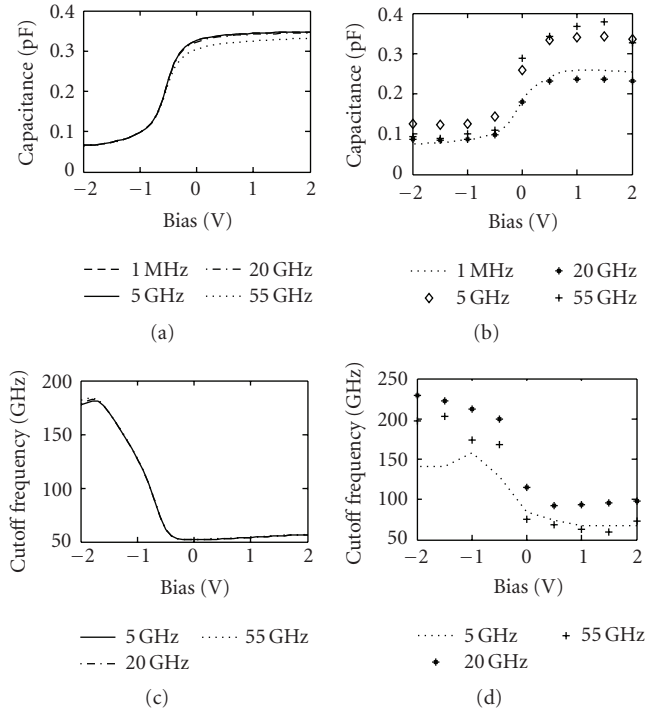 0.4
0.3
0.2
0.1
0
−2
−1
0
1
2
Capacitance (pF)
Bias (V)
1 MHz
20 GHz
5 GHz
55 GHz
(a)
0.4
0.3
0.2
0.1
0
−2
−1
0
1
2
Capacitance (pF)
Bias (V)
1 MHz
20 GHz
5 GHz
55 GHz
(b)
200
150
100
50
−2
−1
0
1
2
Cutoff frequency (GHz)
Bias (V)
5 GHz
55 GHz
20 GHz
(c)
250
200
150
100
50
−2
−1
0
1
2
Cutoff frequency (GHz)
Bias (V)
5 GHz
55 GHz
20 GHz
(d)